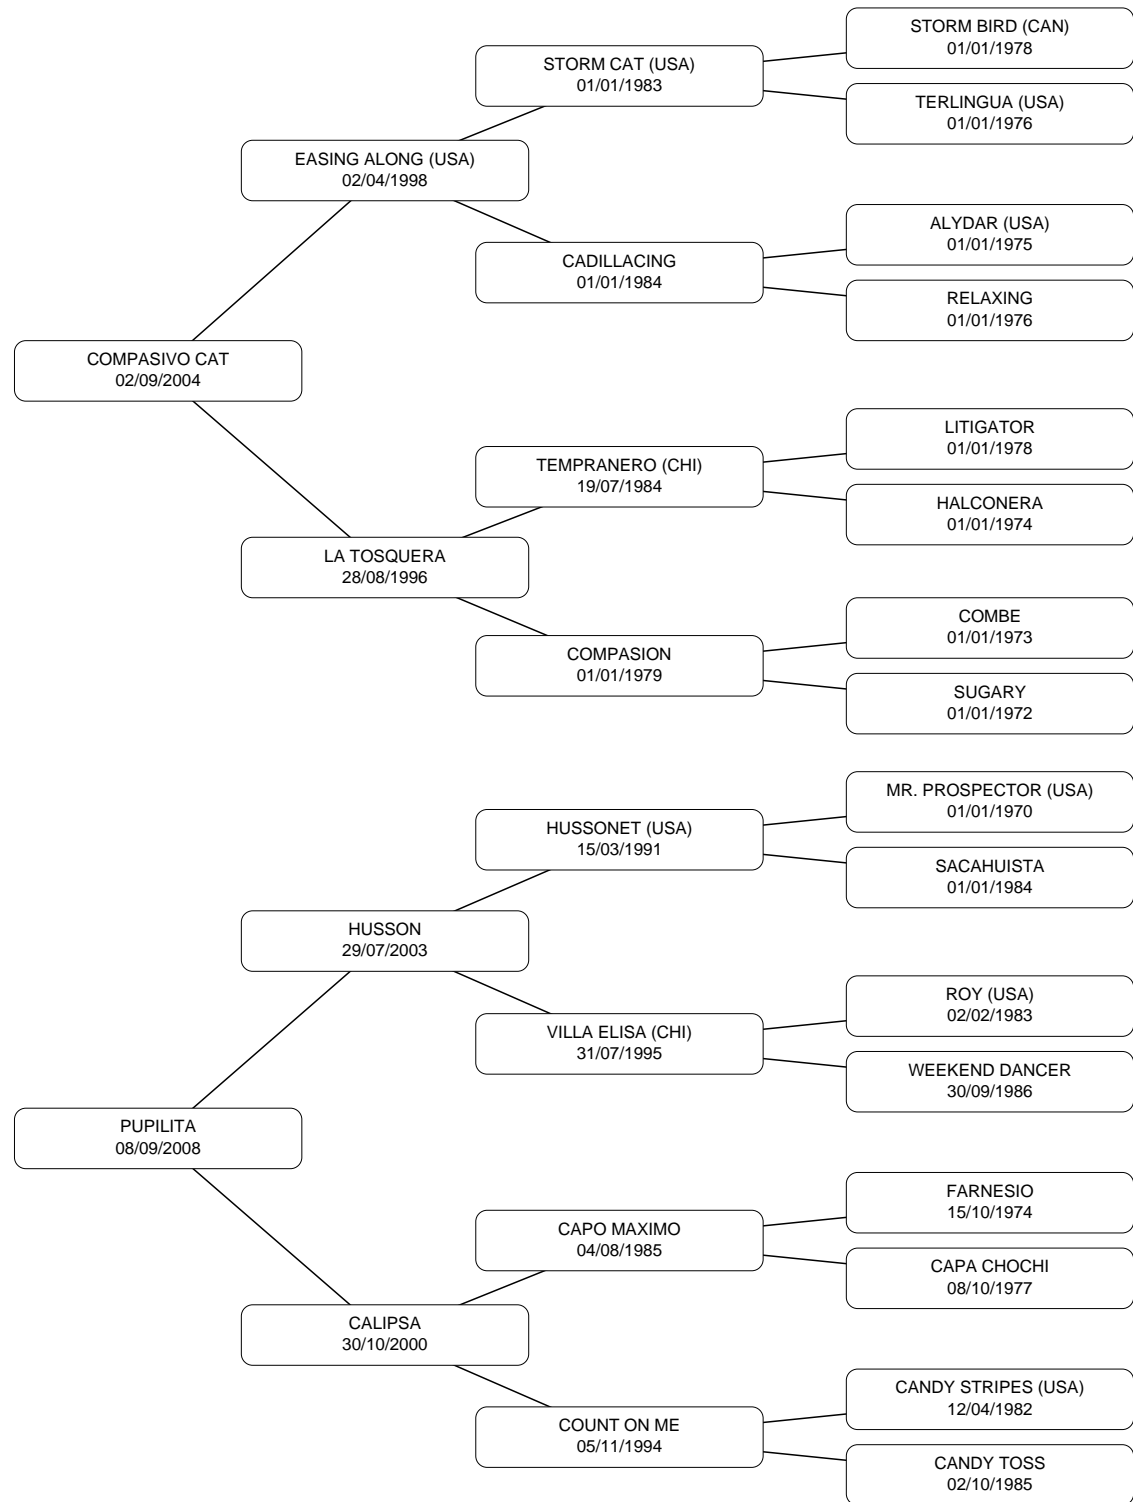 STORM BIRD (CAN)
01/01/1978
STORM CAT (USA)
01/01/1983
TERLINGUA (USA)
01/01/1976
EASING ALONG (USA)
02/04/1998
ALYDAR (USA)
01/01/1975
CADILLACING
01/01/1984
RELAXING
01/01/1976
COMPASIVO CAT
02/09/2004
LITIGATOR
01/01/1978
TEMPRANERO (CHI)
19/07/1984
HALCONERA
01/01/1974
LA TOSQUERA
28/08/1996
COMBE
01/01/1973
COMPASION
01/01/1979
SUGARY
01/01/1972
MR. PROSPECTOR (USA)
01/01/1970
HUSSONET (USA)
15/03/1991
SACAHUISTA
01/01/1984
HUSSON
29/07/2003
ROY (USA)
02/02/1983
VILLA ELISA (CHI)
31/07/1995
WEEKEND DANCER
30/09/1986
PUPILITA
08/09/2008
FARNESIO
15/10/1974
CAPO MAXIMO
04/08/1985
CAPA CHOCHI
08/10/1977
CALIPSA
30/10/2000
CANDY STRIPES (USA)
12/04/1982
COUNT ON ME
05/11/1994
CANDY TOSS
02/10/1985